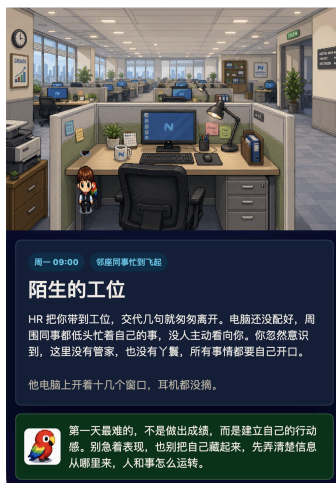 GROWTH
N
N
周一 09:00
邻座同事忙到飞起
陌生的工位
HR 把你带到工位，交代几句就匆匆离开。电脑还没配好，周
围同事都低头忙着自己的事，没人主动看向你。你忽然意识
到，这里没有管家，也没有丫鬟，所有事情都要自己开口。
他电脑上开着十几个窗口，耳机都没摘。
第一天最难的，不是做出成绩，而是建立自己的行动
感。别急着表现，也别把自己藏起来，先弄清楚信息
从哪里来，人和事怎么运转。